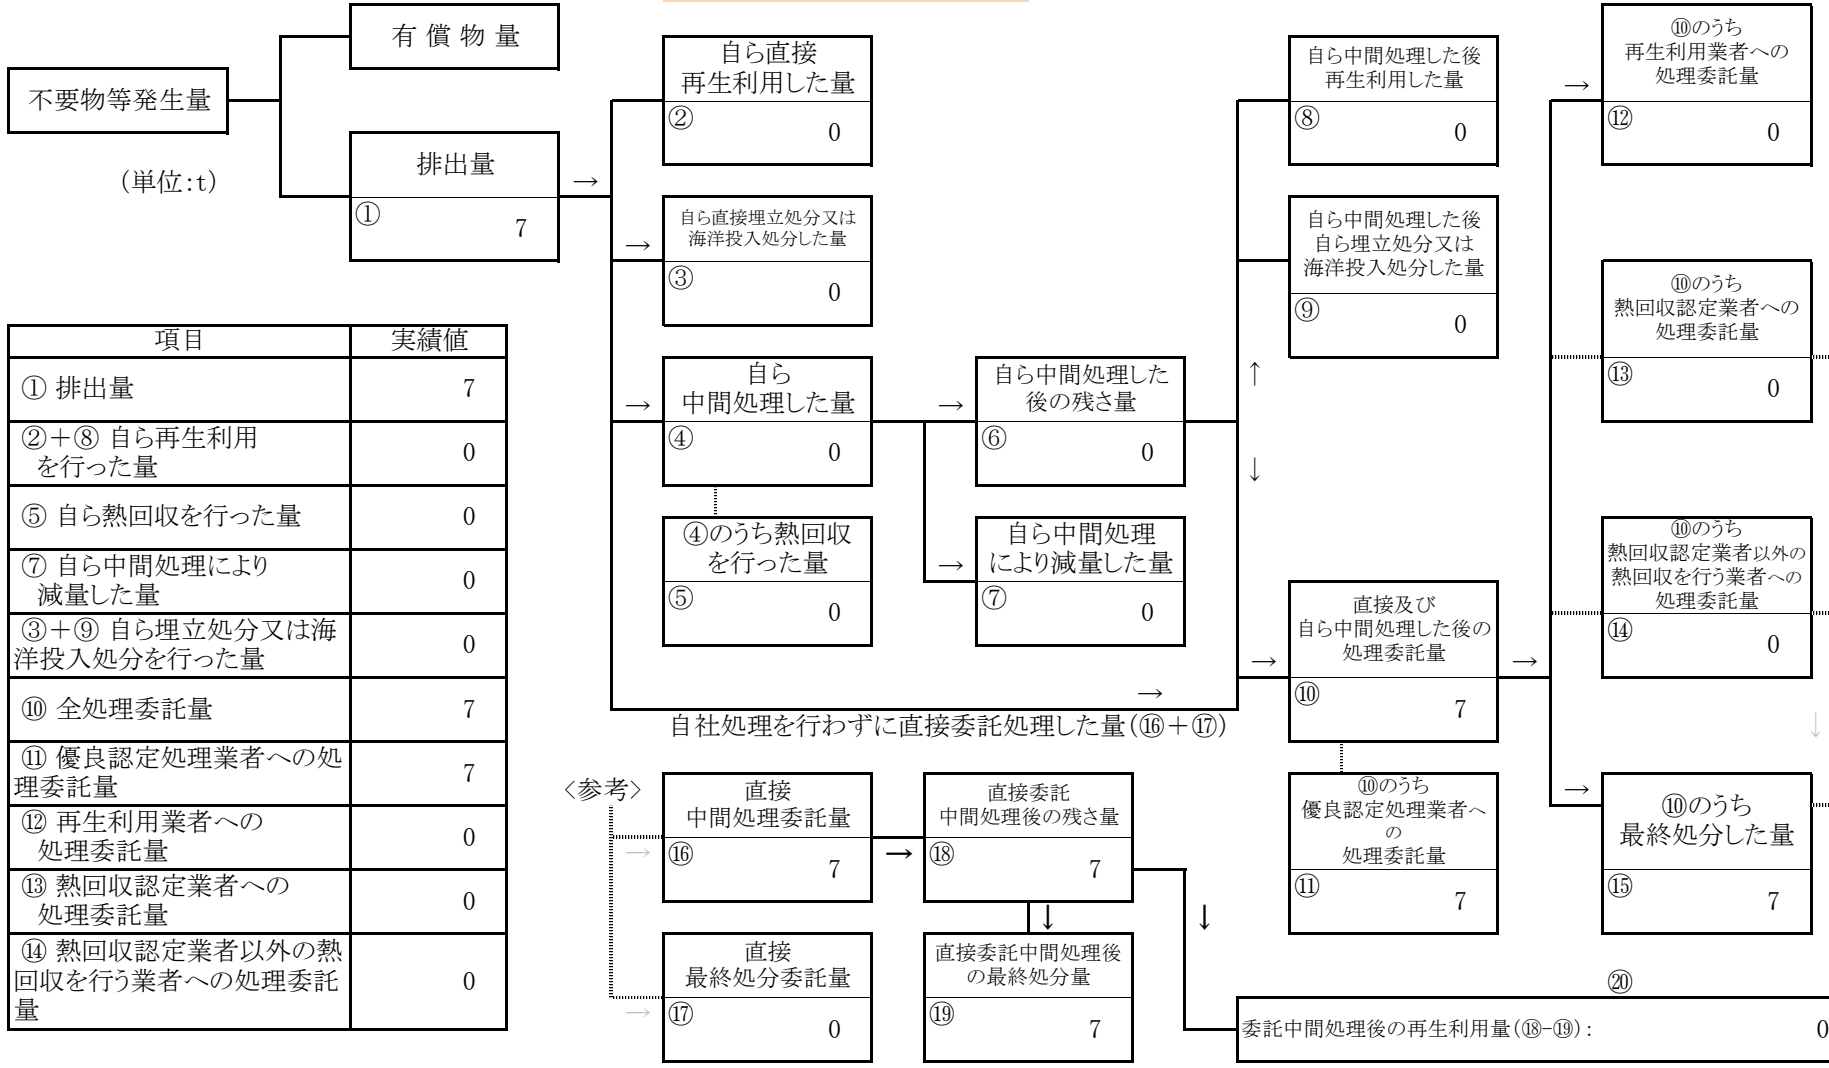 有 償 物 量
不要物等発生量
(単位:t)
排出量
①
7
→
自ら直接
再生利用した量
②
0
→
自ら直接埋立処分又は
海洋投入処分した量
③
0
→
自ら
中間処理した量
④
0
④のうち熱回収
を行った量
⑤
0
→
自ら中間処理した
後の残さ量
⑥
0
→
自ら中間処理
により減量した量
⑦
0
自ら中間処理した後
再生利用した量
⑧
0
自ら中間処理した後
自ら埋立処分又は
海洋投入処分した量
⑨
0
↑
↓
→
直接及び
自ら中間処理した後の
処理委託量
⑩
7
→
⑩のうち
優良認定処理業者へ
の
処理委託量
⑪
7
→
⑩のうち
再生利用業者への
処理委託量
⑫
0
⑩のうち
熱回収認定業者への
処理委託量
⑬
0
⑩のうち
熱回収認定業者以外の
熱回収を行う業者への
処理委託量
⑭
0
↓
→
⑩のうち
最終処分した量
⑮
7
→
自社処理を行わずに直接委託処理した量(⑯+⑰)
<参考>
→
直接
中間処理委託量
⑯
7
→
直接委託
中間処理後の残さ量
⑱
7
↓
↓
→
直接
最終処分委託量
⑰
0
直接委託中間処理後
の最終処分量
⑲
7
⑳
委託中間処理後の再生利用量(⑱-⑲):
0
項目 実績値
① 排出量 7
②+⑧ 自ら再生利用
を行った量 0
⑤ 自ら熱回収を行った量 0
⑦ 自ら中間処理により
減量した量 0
③+⑨ 自ら埋立処分又は海
洋投入処分を行った量 0
⑩ 全処理委託量 7
⑪ 優良認定処理業者への処
理委託量 7
⑫ 再生利用業者への
処理委託量 0
⑬ 熱回収認定業者への
処理委託量 0
⑭ 熱回収認定業者以外の熱
回収を行う業者への処理委託 0
量